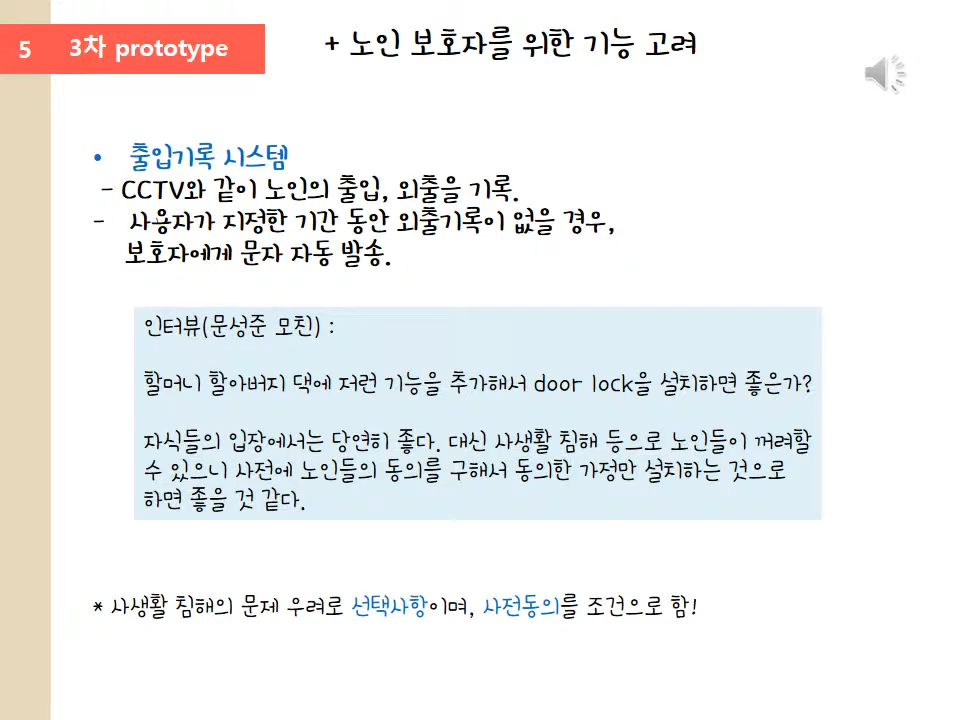 5 3차 prototype
+ 노인 보호자를 위한 기능 고려
• 출입기록 시스템
- CCTV와 같이 노인의 출입, 외출을 기록.
- 사용자가 지정한 기간 동안 외출기록이 없을 경우,
보호자에게 문자 자동 발송.
인터뷰(문성준 모친) :
할머니 할아버지 댁에 저런 기능을 추가해서 door lock을 설치하면 좋은가?
자식들의 입장에서는 당연히 좋다. 대신 사생활 침해 등으로 노인들이 꺼려할
수 있으니 사전에 노인들의 동의를 구해서 동의한 가정만 설치하는 것으로
하면 좋을 것 같다.
* 사생활 침해의 문제 우려로 선택사항이며, 사전동의를 조건으로 함!